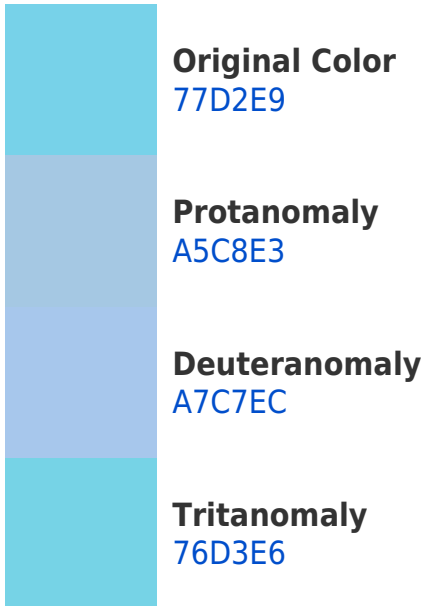 Original Color
77D2E9
Protanomaly
A5C8E3
Deuteranomaly
A7C7EC
Tritanomaly
76D3E6